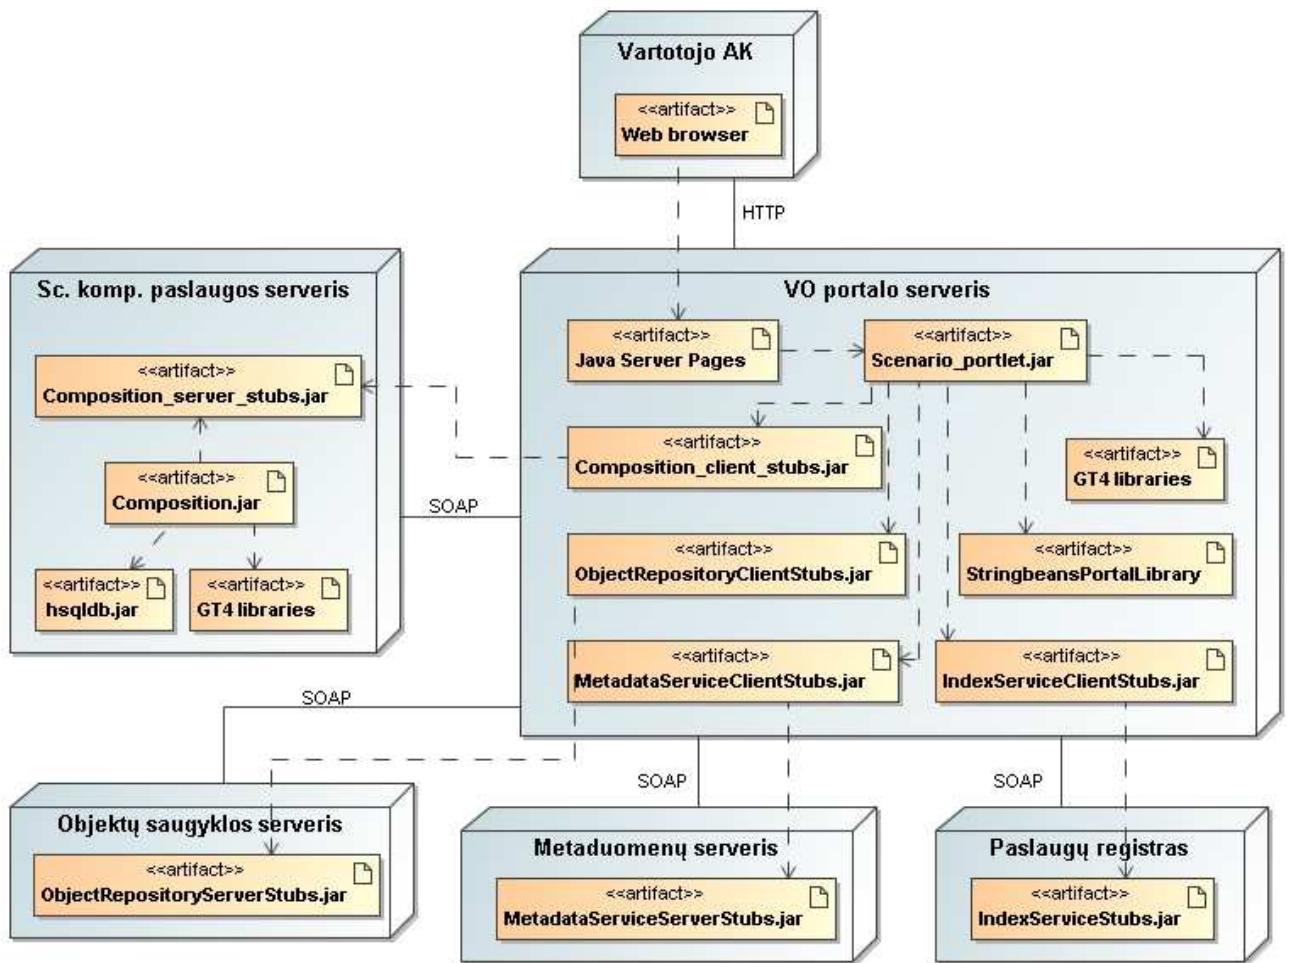 Vartotojo AK
<<artifact>>
Web browser
HTTP
Sc. komp. paslaugos serveris
<<artifact>>
Composition_server_stubs.jar
<<artifact>>
Composition.jar
<<artifact>>
hsqldb.jar
<<artifact>>
GT4 libraries
SOAP
VO portalo serveris
<<artifact>>
Java Server Pages
<<artifact>>
Scenario_portlet.jar
<<artifact>>
Composition_client_stubs.jar
<<artifact>>
GT4 libraries
<<artifact>>
ObjectRepositoryClientStubs.jar
<<artifact>>
StringbeansPortalLibrary
<<artifact>>
MetadataServiceClientStubs.jar
<<artifact>>
IndexServiceClientStubs.jar
SOAP
SOAP
SOAP
Objektų saugyklos serveris
<<artifact>>
ObjectRepositoryServerStubs.jar
Metaduomenų serveris
<<artifact>>
MetadataServiceServerStubs.jar
Paslaugų registras
<<artifact>>
IndexServiceStubs.jar